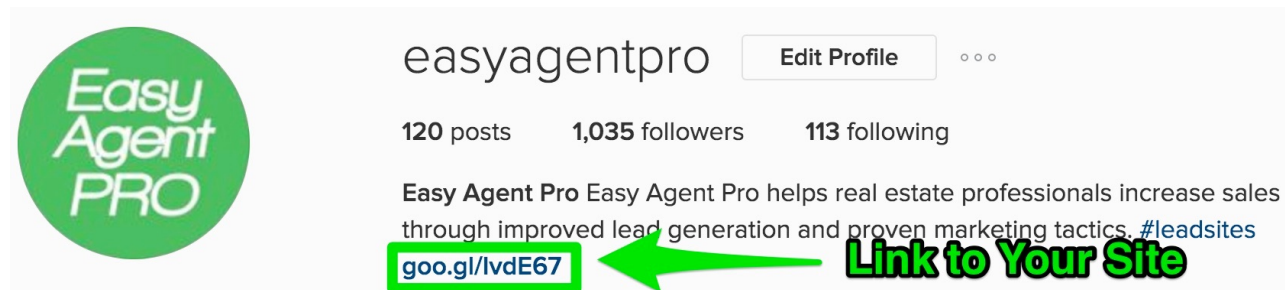 Easy
Agent
PRO
easyagentpro Edit Profile
120 posts 1,035 followers 113 following
Easy Agent Pro Easy Agent Pro helps real estate professionals increase sales
through improved lead generation and proven marketing tactics. #leadsites
goo.gl/lvdE67 Link to Your Site